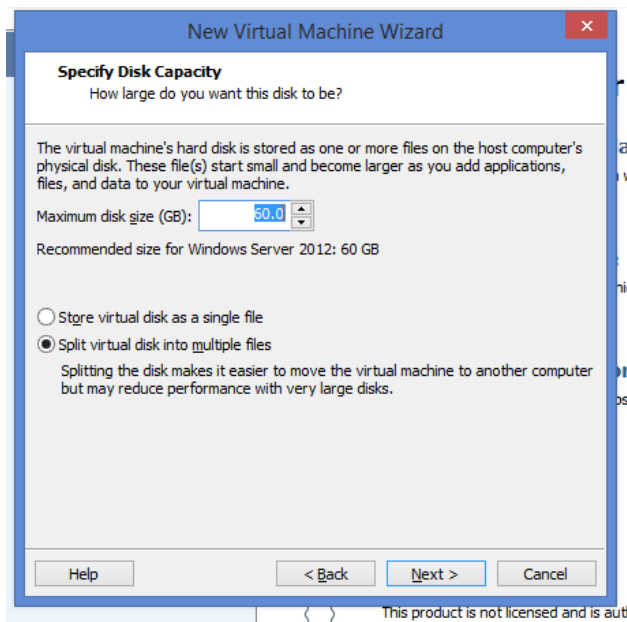 New Virtual Machine Wizard
Specify Disk Capacity
How large do you want this disk to be?
The virtual machine's hard disk is stored as one or more files on the host computer's
physical disk. These file(s) start small and become larger as you add applications,
files, and data to your virtual machine.
Maximum disk size (GB): 60.0
Recommended size for Windows Server 2012: 60 GB
Store virtual disk as a single file
Split virtual disk into multiple files
Splitting the disk makes it easier to move the virtual machine to another computer
but may reduce performance with very large disks.
Help < Back Next > Cancel
This product is not licensed and is